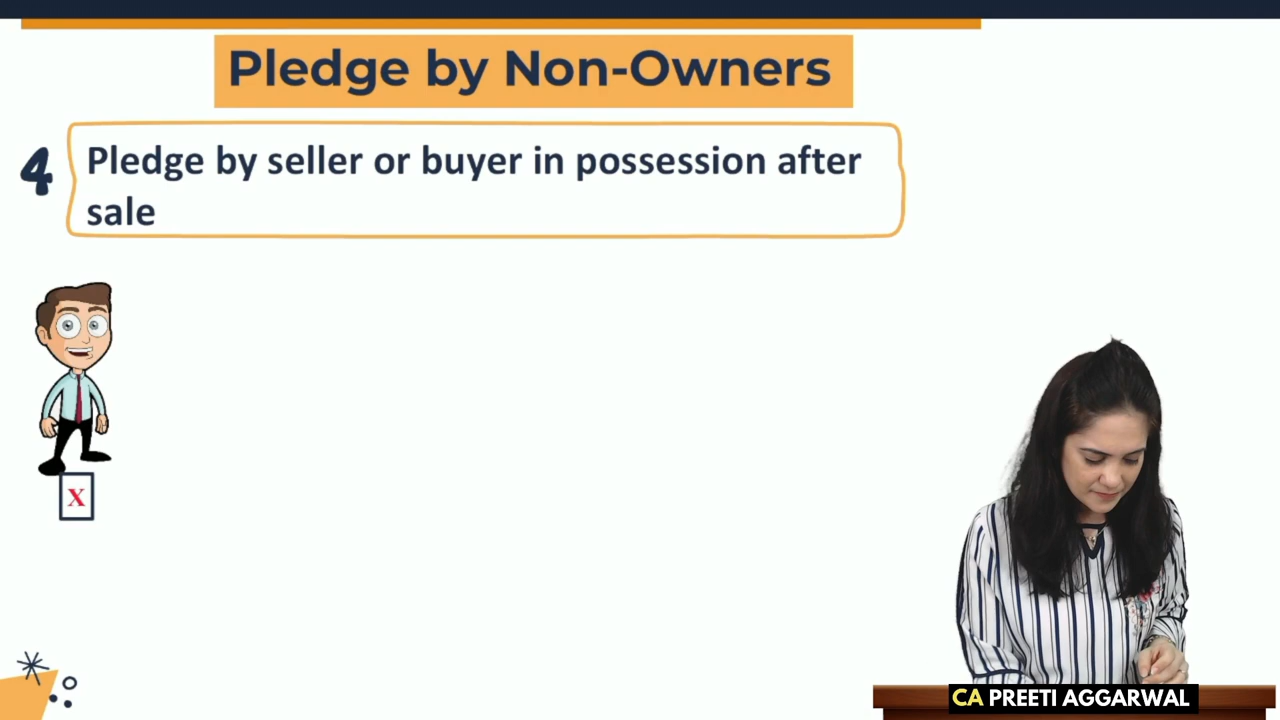 Pledge by Non-Owners
4
Pledge by seller or buyer in possession after
sale
X
CA PREETI AGGARWAL